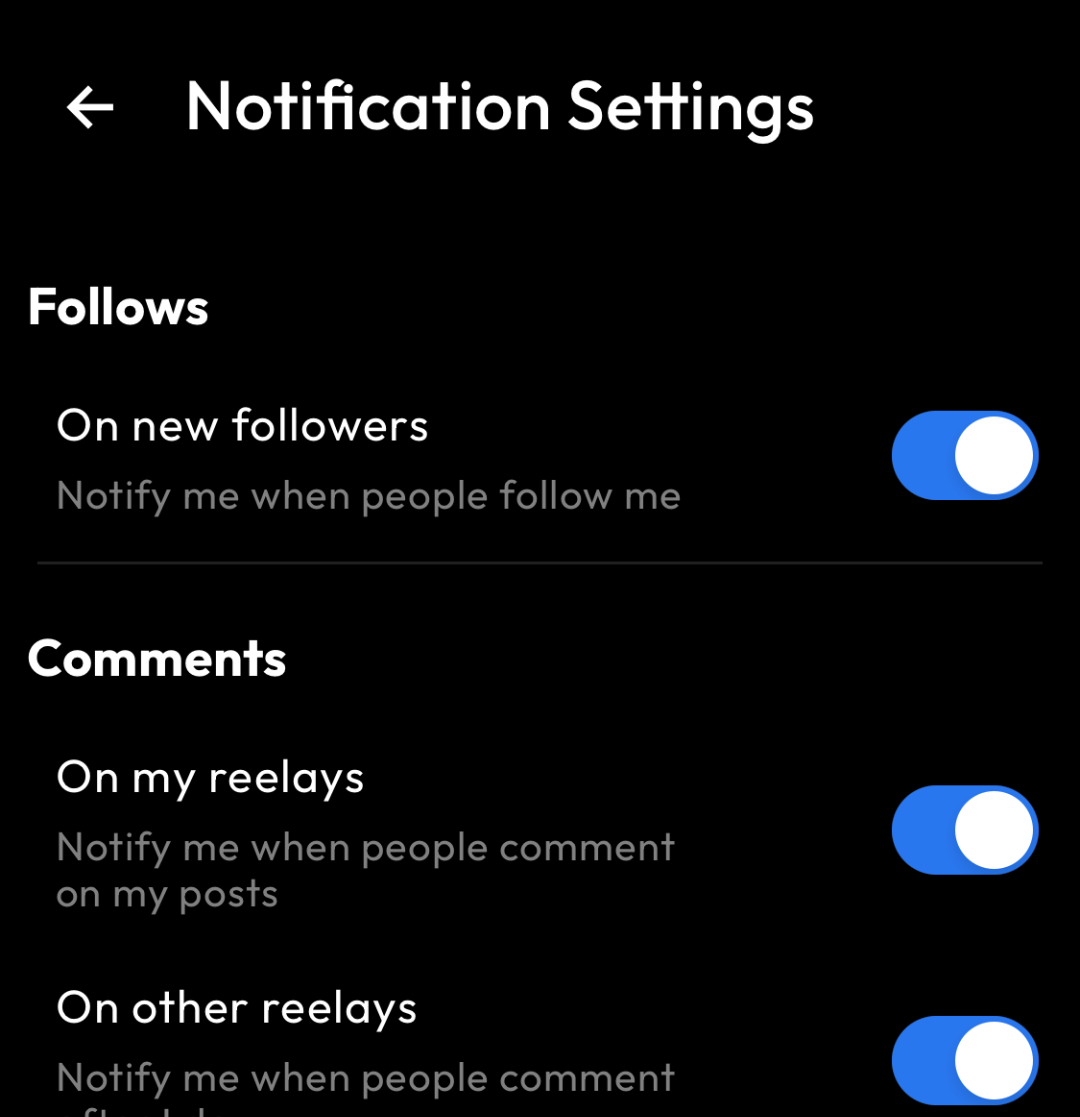 Notification Settings
Follows
On new followers
Notify me when people follow me
Comments
On my reelays
Notify me when people comment
on my posts
On other reelays
Notify me when people comment